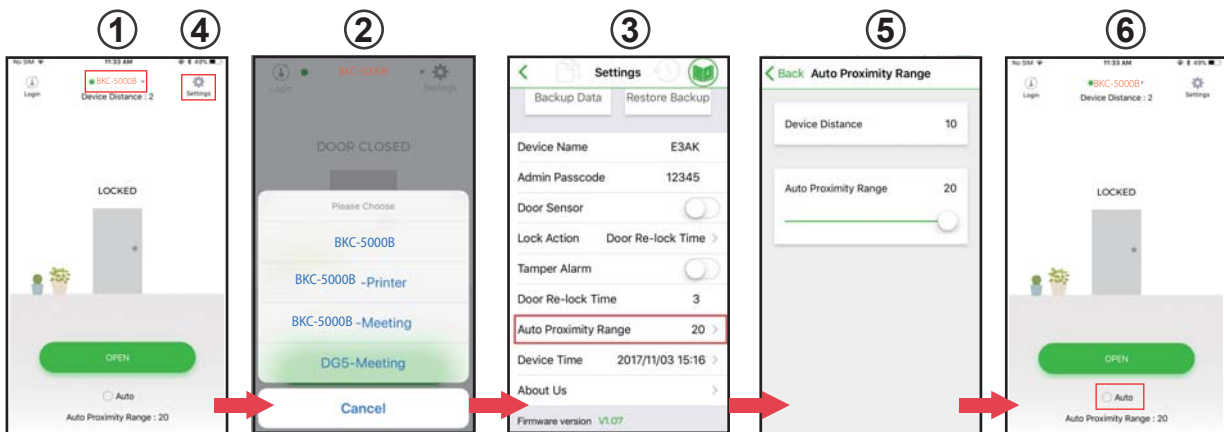 ① ④ ② ③ ⑤ ⑥
No SIM 11:33 AM 49%
BKC-5000B
Login
Device Distance : 2
Settings
LOCKED
OPEN
Auto
Auto Proximity Range : 20
BKC-5000B
Login
Settings
DOOR CLOSED
Please Choose
BKC-5000B
BKC-5000B -Printer
BKC-5000B -Meeting
DG5-Meeting
Cancel
Settings
Backup Data Restore Backup
Device Name E3AK
Admin Passcode 12345
Door Sensor
Lock Action Door Re-lock Time
Tamper Alarm
Door Re-lock Time 3
Auto Proximity Range 20
Device Time 2017/11/03 15:16
About Us
Firmware version V1.07
Back Auto Proximity Range
Device Distance 10
Auto Proximity Range 20
No SIM 11:33 AM 49%
BKC-5000B
Login
Device Distance : 2
Settings
LOCKED
OPEN
Auto
Auto Proximity Range : 20